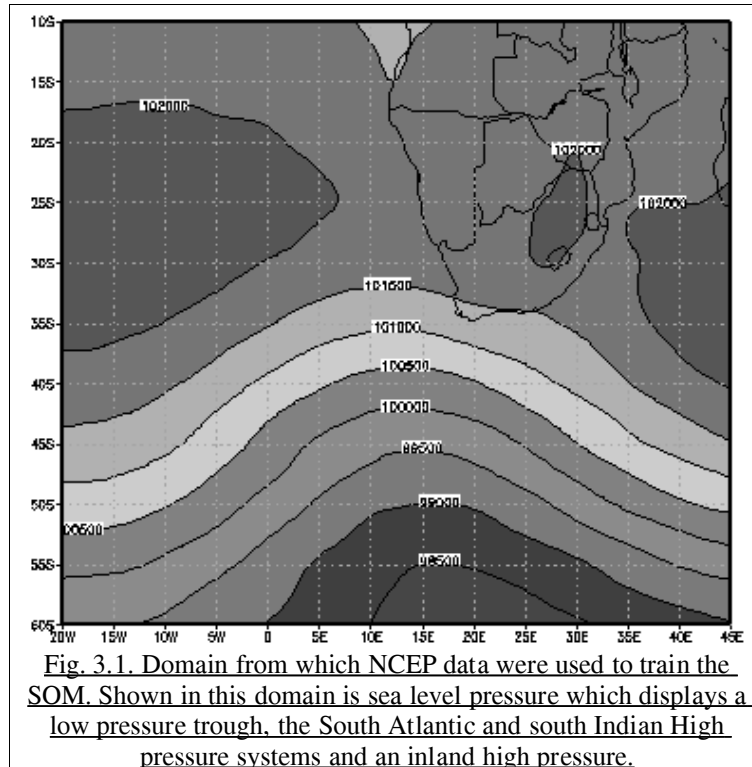 10S
15S
102000
20S
102000
25S
102000
30S
101500
35S
101000
40S
100500
100000
45S
99500
50S
99000
00500
55S
98500
60S
20W 15W 10W 5W 0 5E 10E 15E 20E 25E 30E 35E 40E 45E
Fig. 3.1. Domain from which NCEP data were used to train the
SOM. Shown in this domain is sea level pressure which displays a
low pressure trough, the South Atlantic and south Indian High
pressure systems and an inland high pressure.